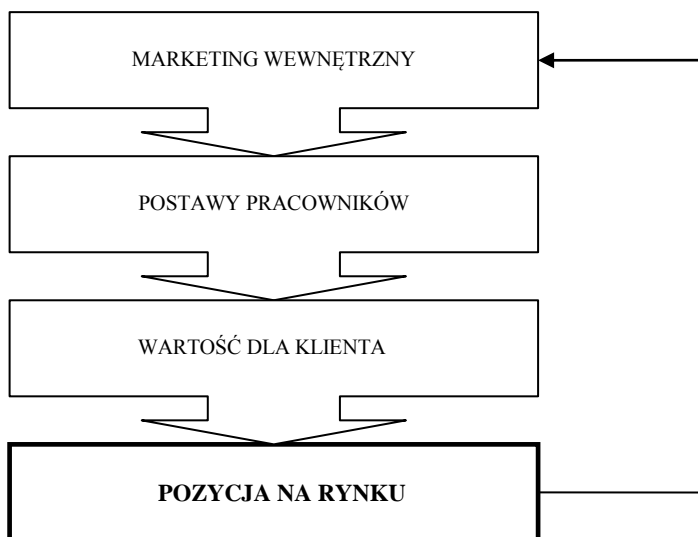 MARKETING WEWNĘTRZNY
POSTAWY PRACOWNIKÓW
WARTOŚĆ DLA KLIENTA
POZYCJA NA RYNKU